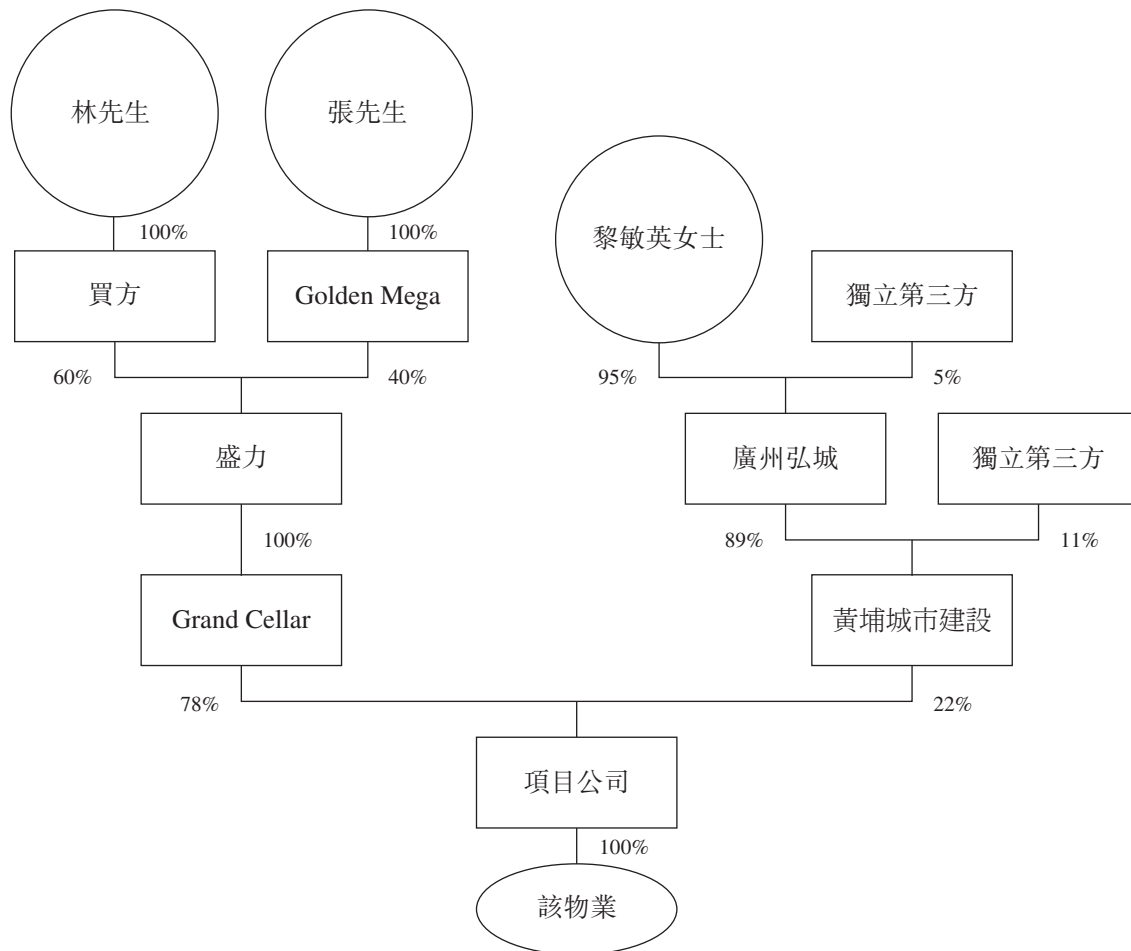 林先生
張先生
黎敏英女士
100%
100%
買方
Golden Mega
獨立第三方
60%
40%
95%
5%
盛力
廣州弘城
獨立第三方
100%
89%
11%
Grand Cellar
黃埔城市建設
78%
22%
項目公司
100%
該物業